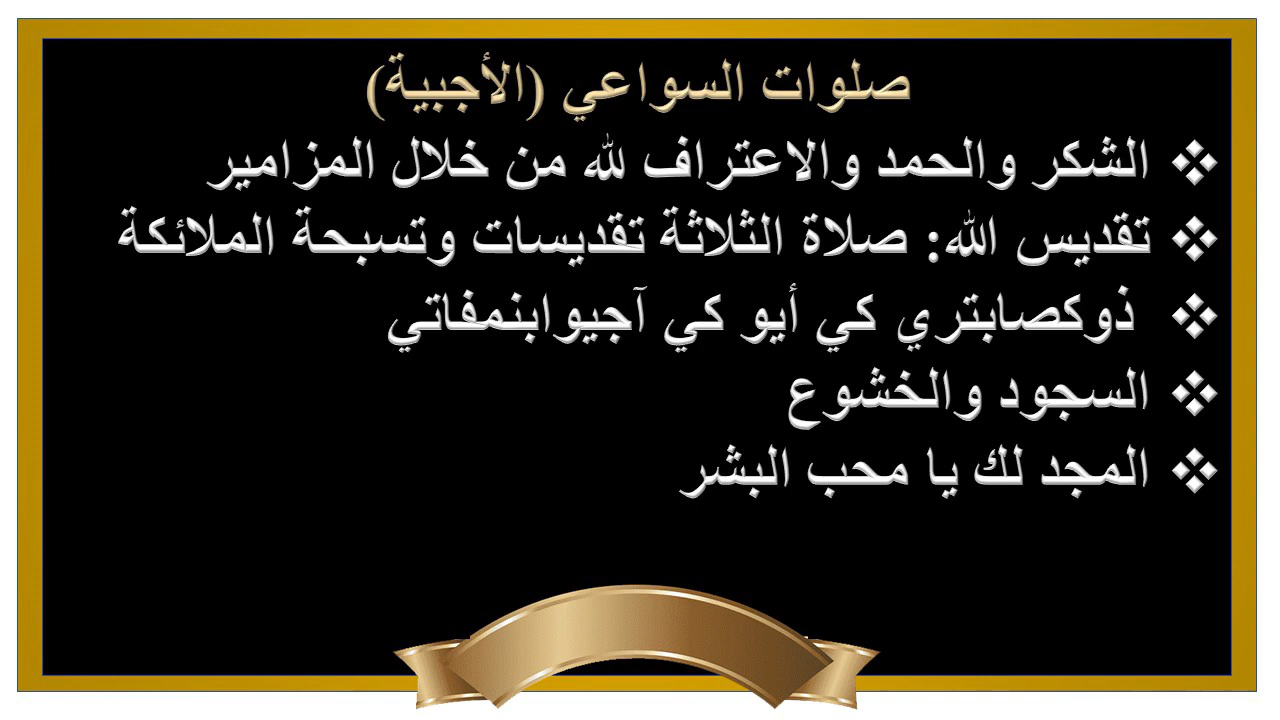 صلوات السواعي (الأجبية)
❖ الشكر والحمد والاعتراف لله من خلال المزامير
❖ تقديس الله: صلاة الثلاثة تقديسات وتسبحة الملائكة
❖ ذوكصابتري كي أيو كي آجيوابنمفاتي
❖ السجود والخشوع
❖ المجد لك يا محب البشر